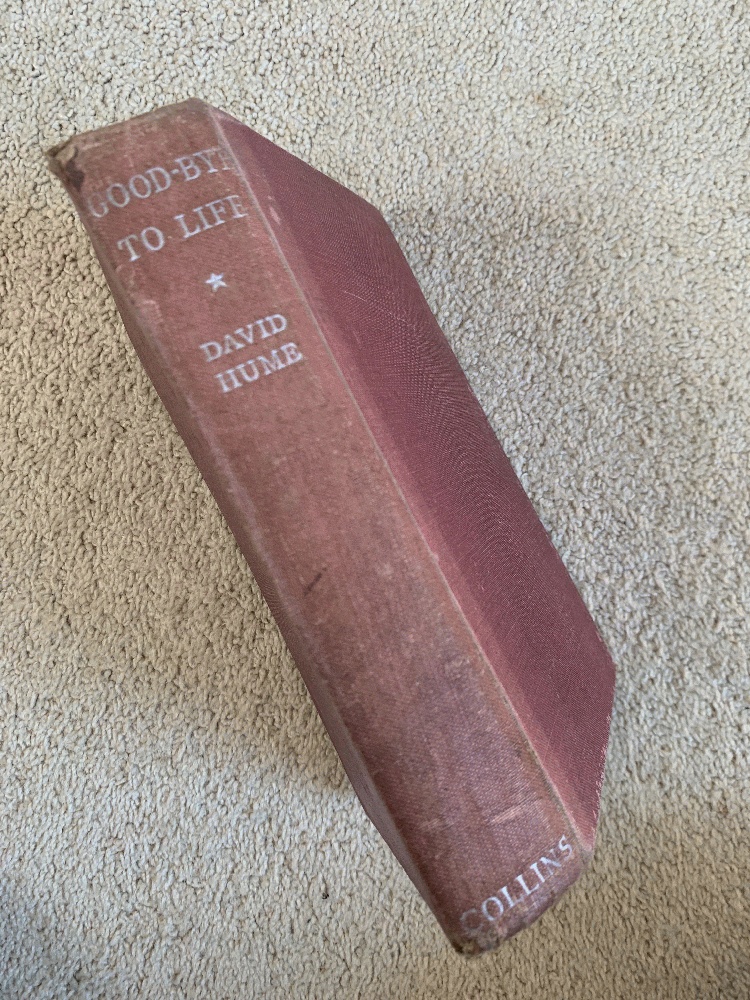 GOOD-BYE
TO LIFE
DAVID
HUME
COLLINS